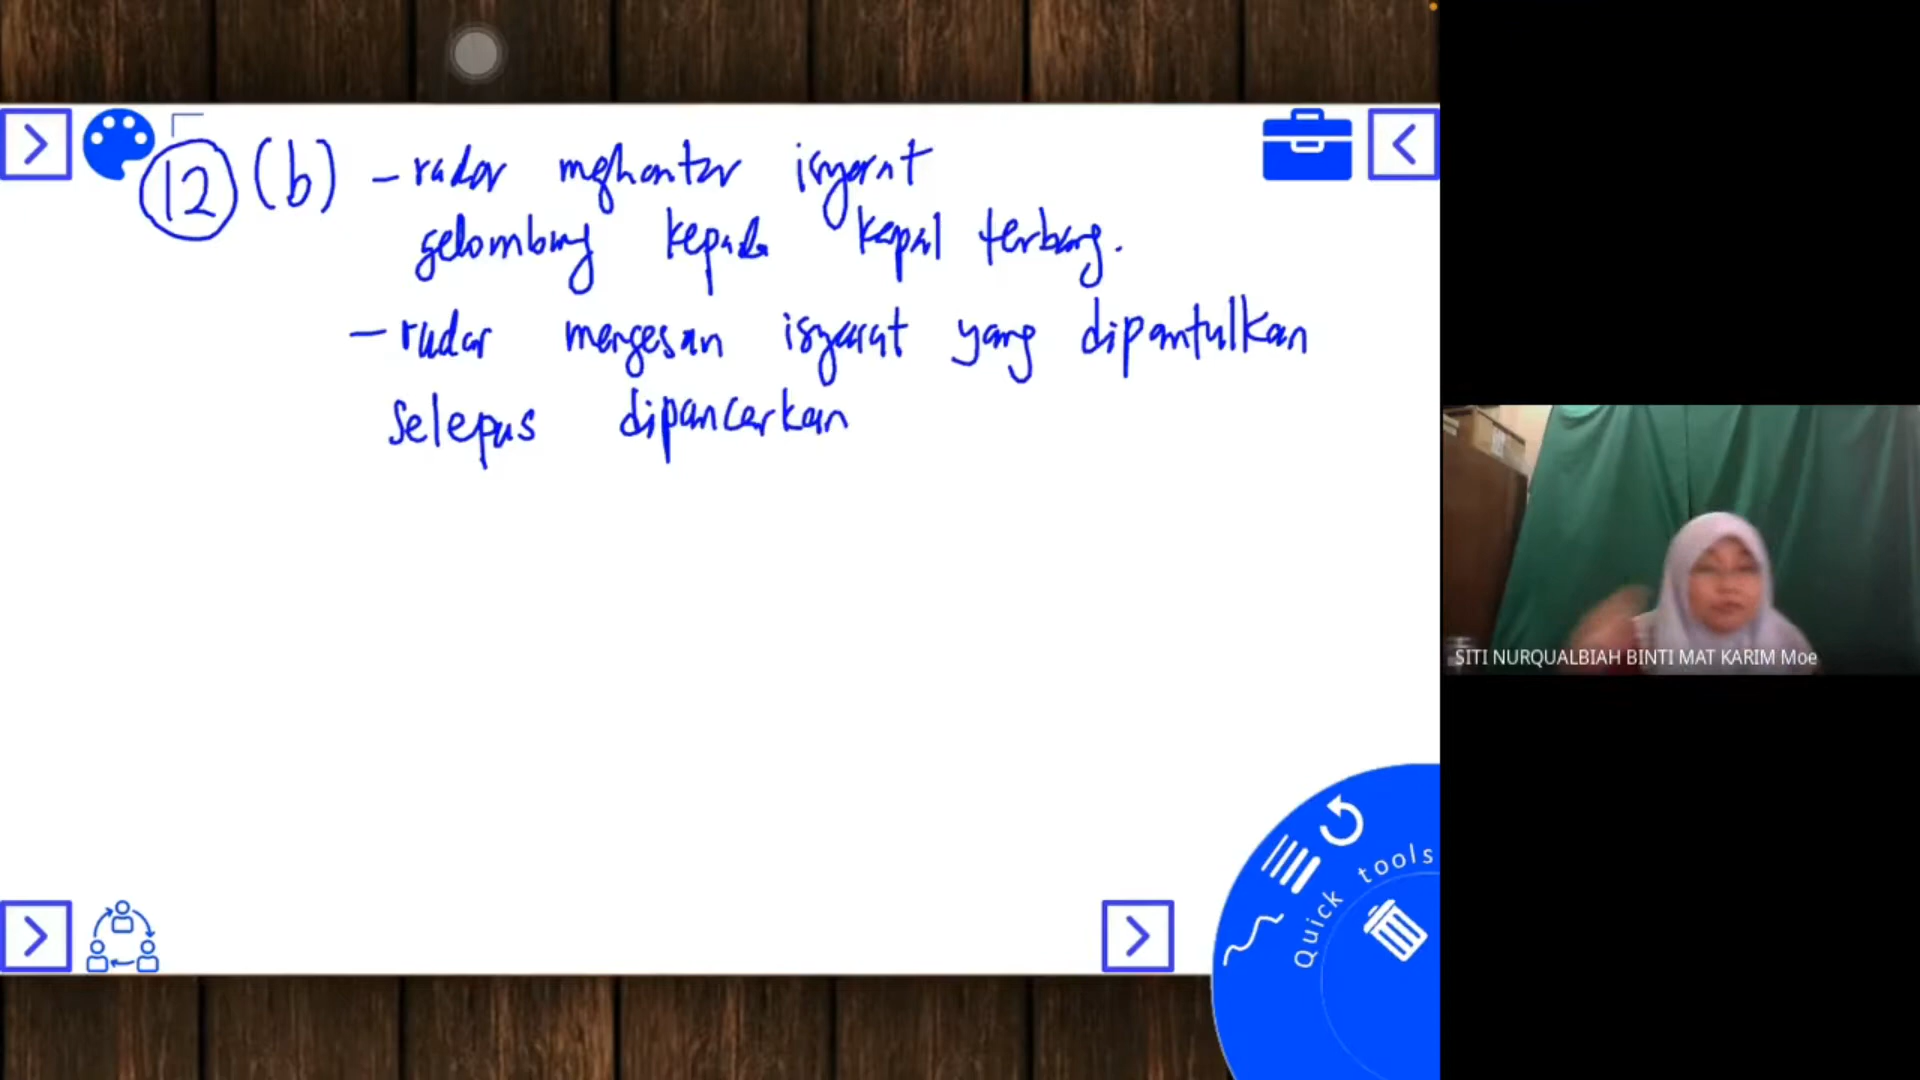 12 (b) - radar mghantar isyarat
gelombang kepada kapal terbang.
- radar mengesan isyarat yang dipantulkan
selepas dipancarkan
SITI NURQUALBIAH BINTI MAT KARIM Moe
Quick tools